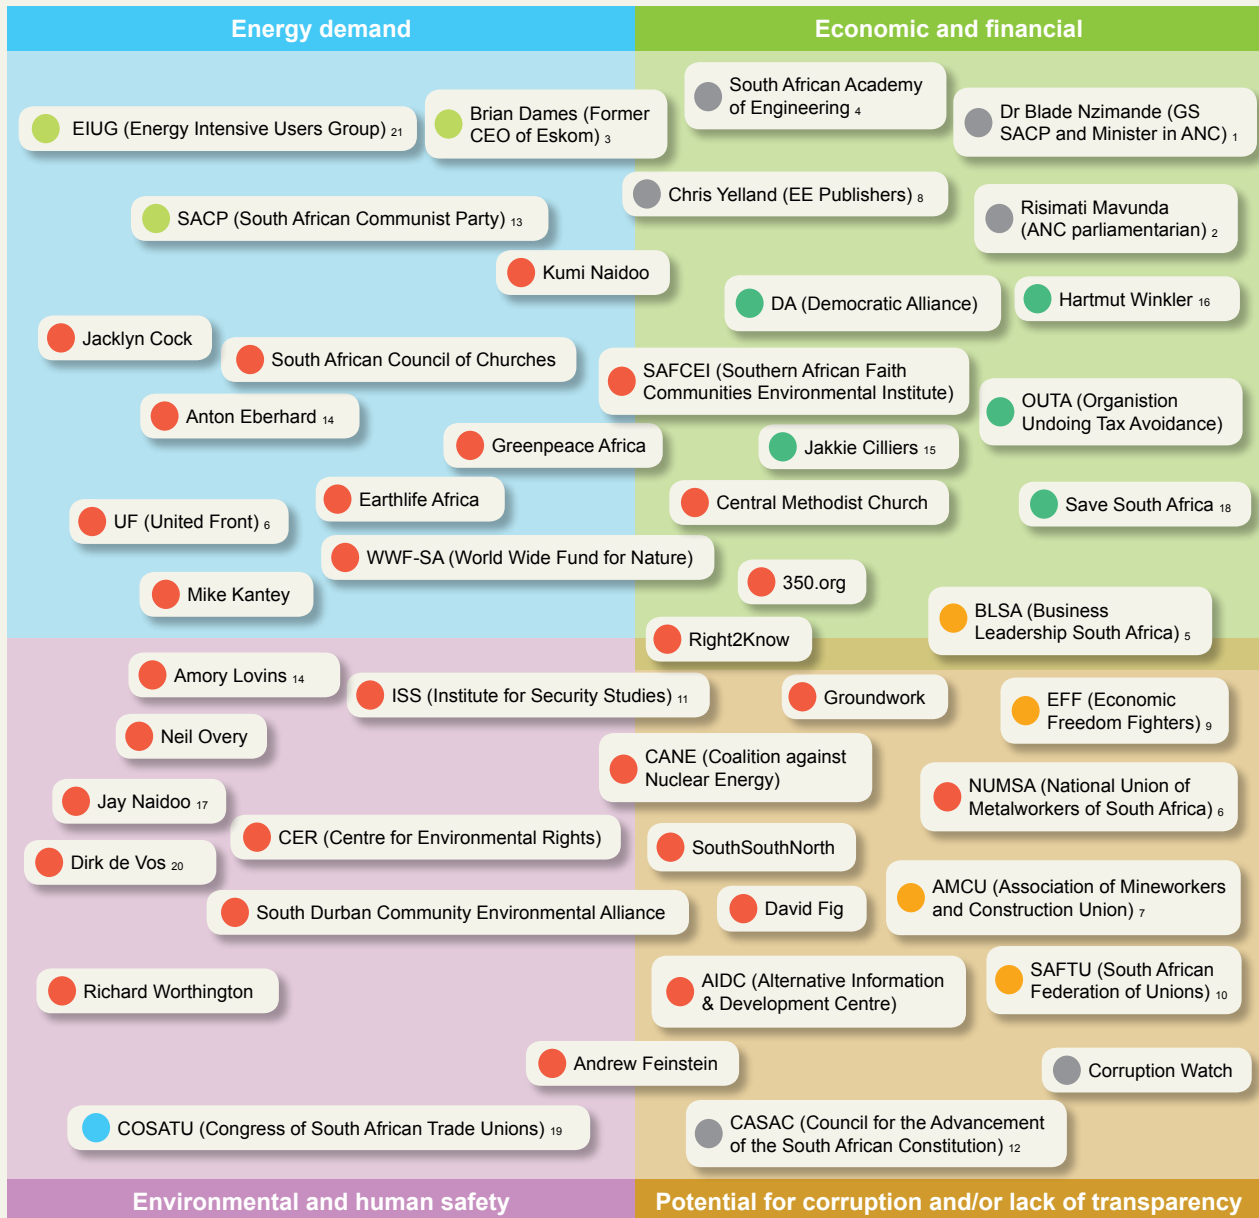 Energy demand
Economic and financial
EIUG (Energy Intensive Users Group) 21
Brian Dames (Former
CEO of Eskom) 3
South African Academy
of Engineering 4
Dr Blade Nzimande (GS
SACP and Minister in ANC) 1
SACP (South African Communist Party) 13
Chris Yelland (EE Publishers) 8
Risimati Mavunda
(ANC parliamentarian) 2
Kumi Naidoo
DA (Democratic Alliance)
Hartmut Winkler 16
Jacklyn Cock
South African Council of Churches
SAFCEI (Southern African Faith
Communities Environmental Institute)
Anton Eberhard 14
OUTA (Organistion
Undoing Tax Avoidance)
Greenpeace Africa
Jakkie Cilliers 15
Earthlife Africa
Central Methodist Church
Save South Africa 18
UF (United Front) 6
WWF-SA (World Wide Fund for Nature)
Mike Kantey
350.org
BLSA (Business
Leadership South Africa) 5
Right2Know
Amory Lovins 14
ISS (Institute for Security Studies) 11
Groundwork
EFF (Economic
Freedom Fighters) 9
Neil Overy
CANE (Coalition against
Nuclear Energy)
Jay Naidoo 17
NUMSA (National Union of
Metalworkers of South Africa) 6
CER (Centre for Environmental Rights)
SouthSouthNorth
Dirk de Vos 20
South Durban Community Environmental Alliance
David Fig
AMCU (Association of Mineworkers
and Construction Union) 7
Richard Worthington
AIDC (Alternative Information
& Development Centre)
SAFTU (South African
Federation of Unions) 10
Andrew Feinstein
Corruption Watch
COSATU (Congress of South African Trade Unions) 19
CASAC (Council for the Advancement
of the South African Constitution) 12
Environmental and human safety
Potential for corruption and/or lack of transparency